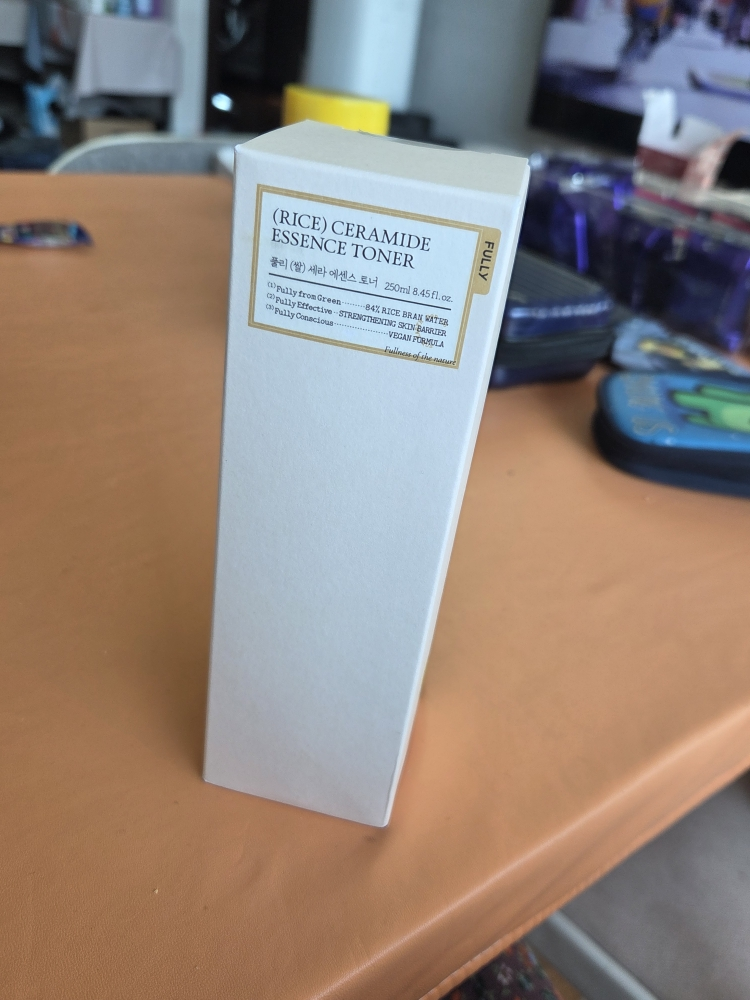 (RICE) CERAMIDE
ESSENCE TONER
FULLY
풀리 (쌀) 세라 에센스 토너 250ml 8.45 fl.oz.
(1) Fully from Green ········ 84% RICE BRAN WATER
(2) Fully Effective ·· STRENGTHENING SKIN BARRIER
(3) Fully Conscious ··················· VEGAN FORMULA
Fullness of the nature